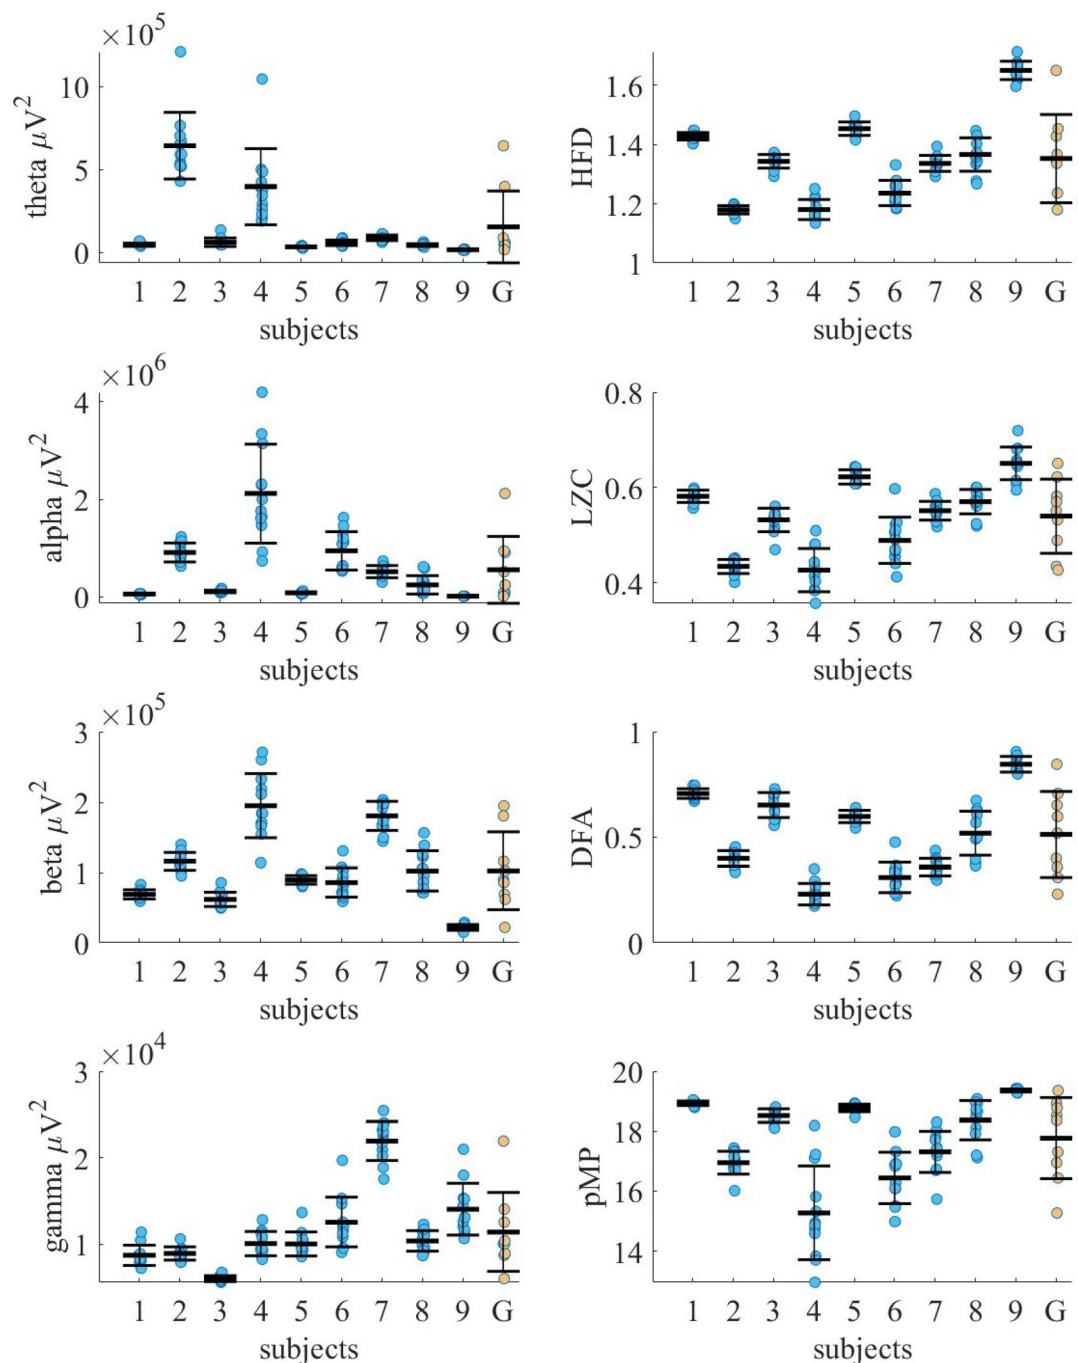 ×10^5
theta μV^2
10
5
0
1 2 3 4 5 6 7 8 9 G
subjects
HFD
1.6
1.4
1.2
1
1 2 3 4 5 6 7 8 9 G
subjects
×10^6
alpha μV^2
4
2
0
1 2 3 4 5 6 7 8 9 G
subjects
LZC
0.8
0.6
0.4
1 2 3 4 5 6 7 8 9 G
subjects
×10^5
beta μV^2
3
2
1
0
1 2 3 4 5 6 7 8 9 G
subjects
DFA
1
0.5
0
1 2 3 4 5 6 7 8 9 G
subjects
×10^4
gamma μV^2
3
2
1
1 2 3 4 5 6 7 8 9 G
subjects
pMP
20
18
16
14
1 2 3 4 5 6 7 8 9 G
subjects